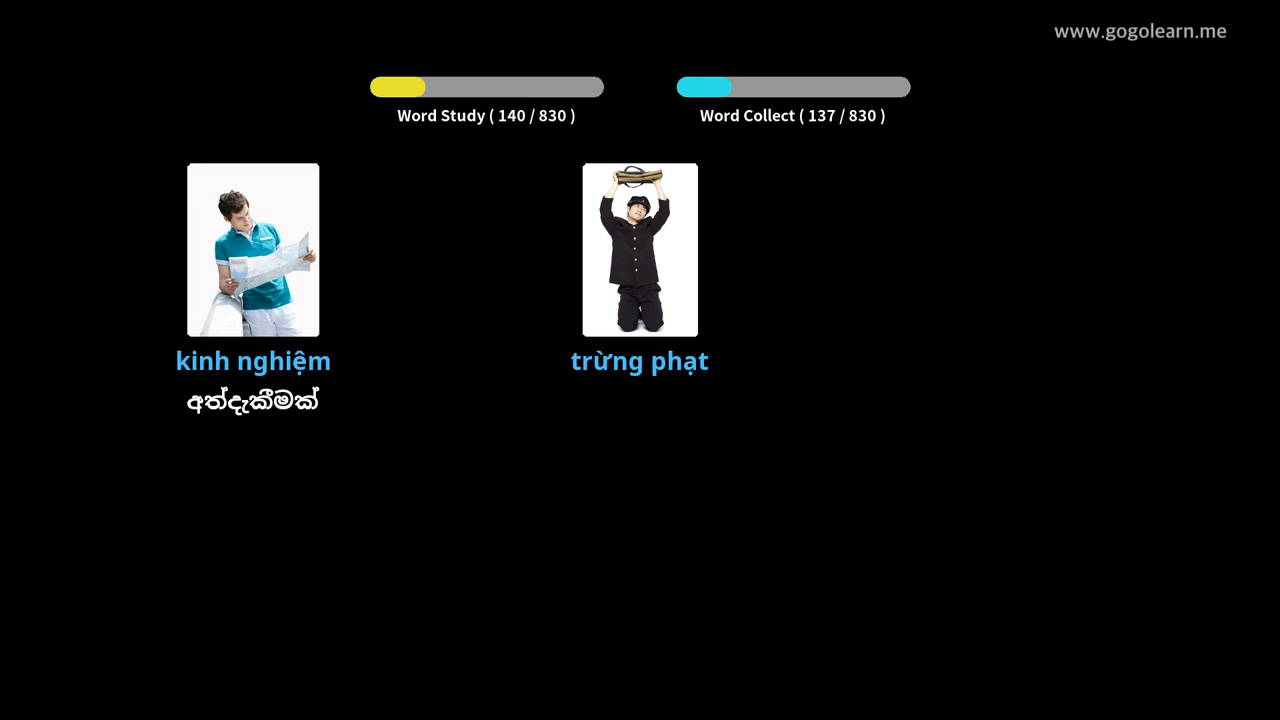 www.gogolearn.me
Word Study ( 140 / 830 )
Word Collect ( 137 / 830 )
kinh nghiệm
trừng phạt
අත්දැකීමක්